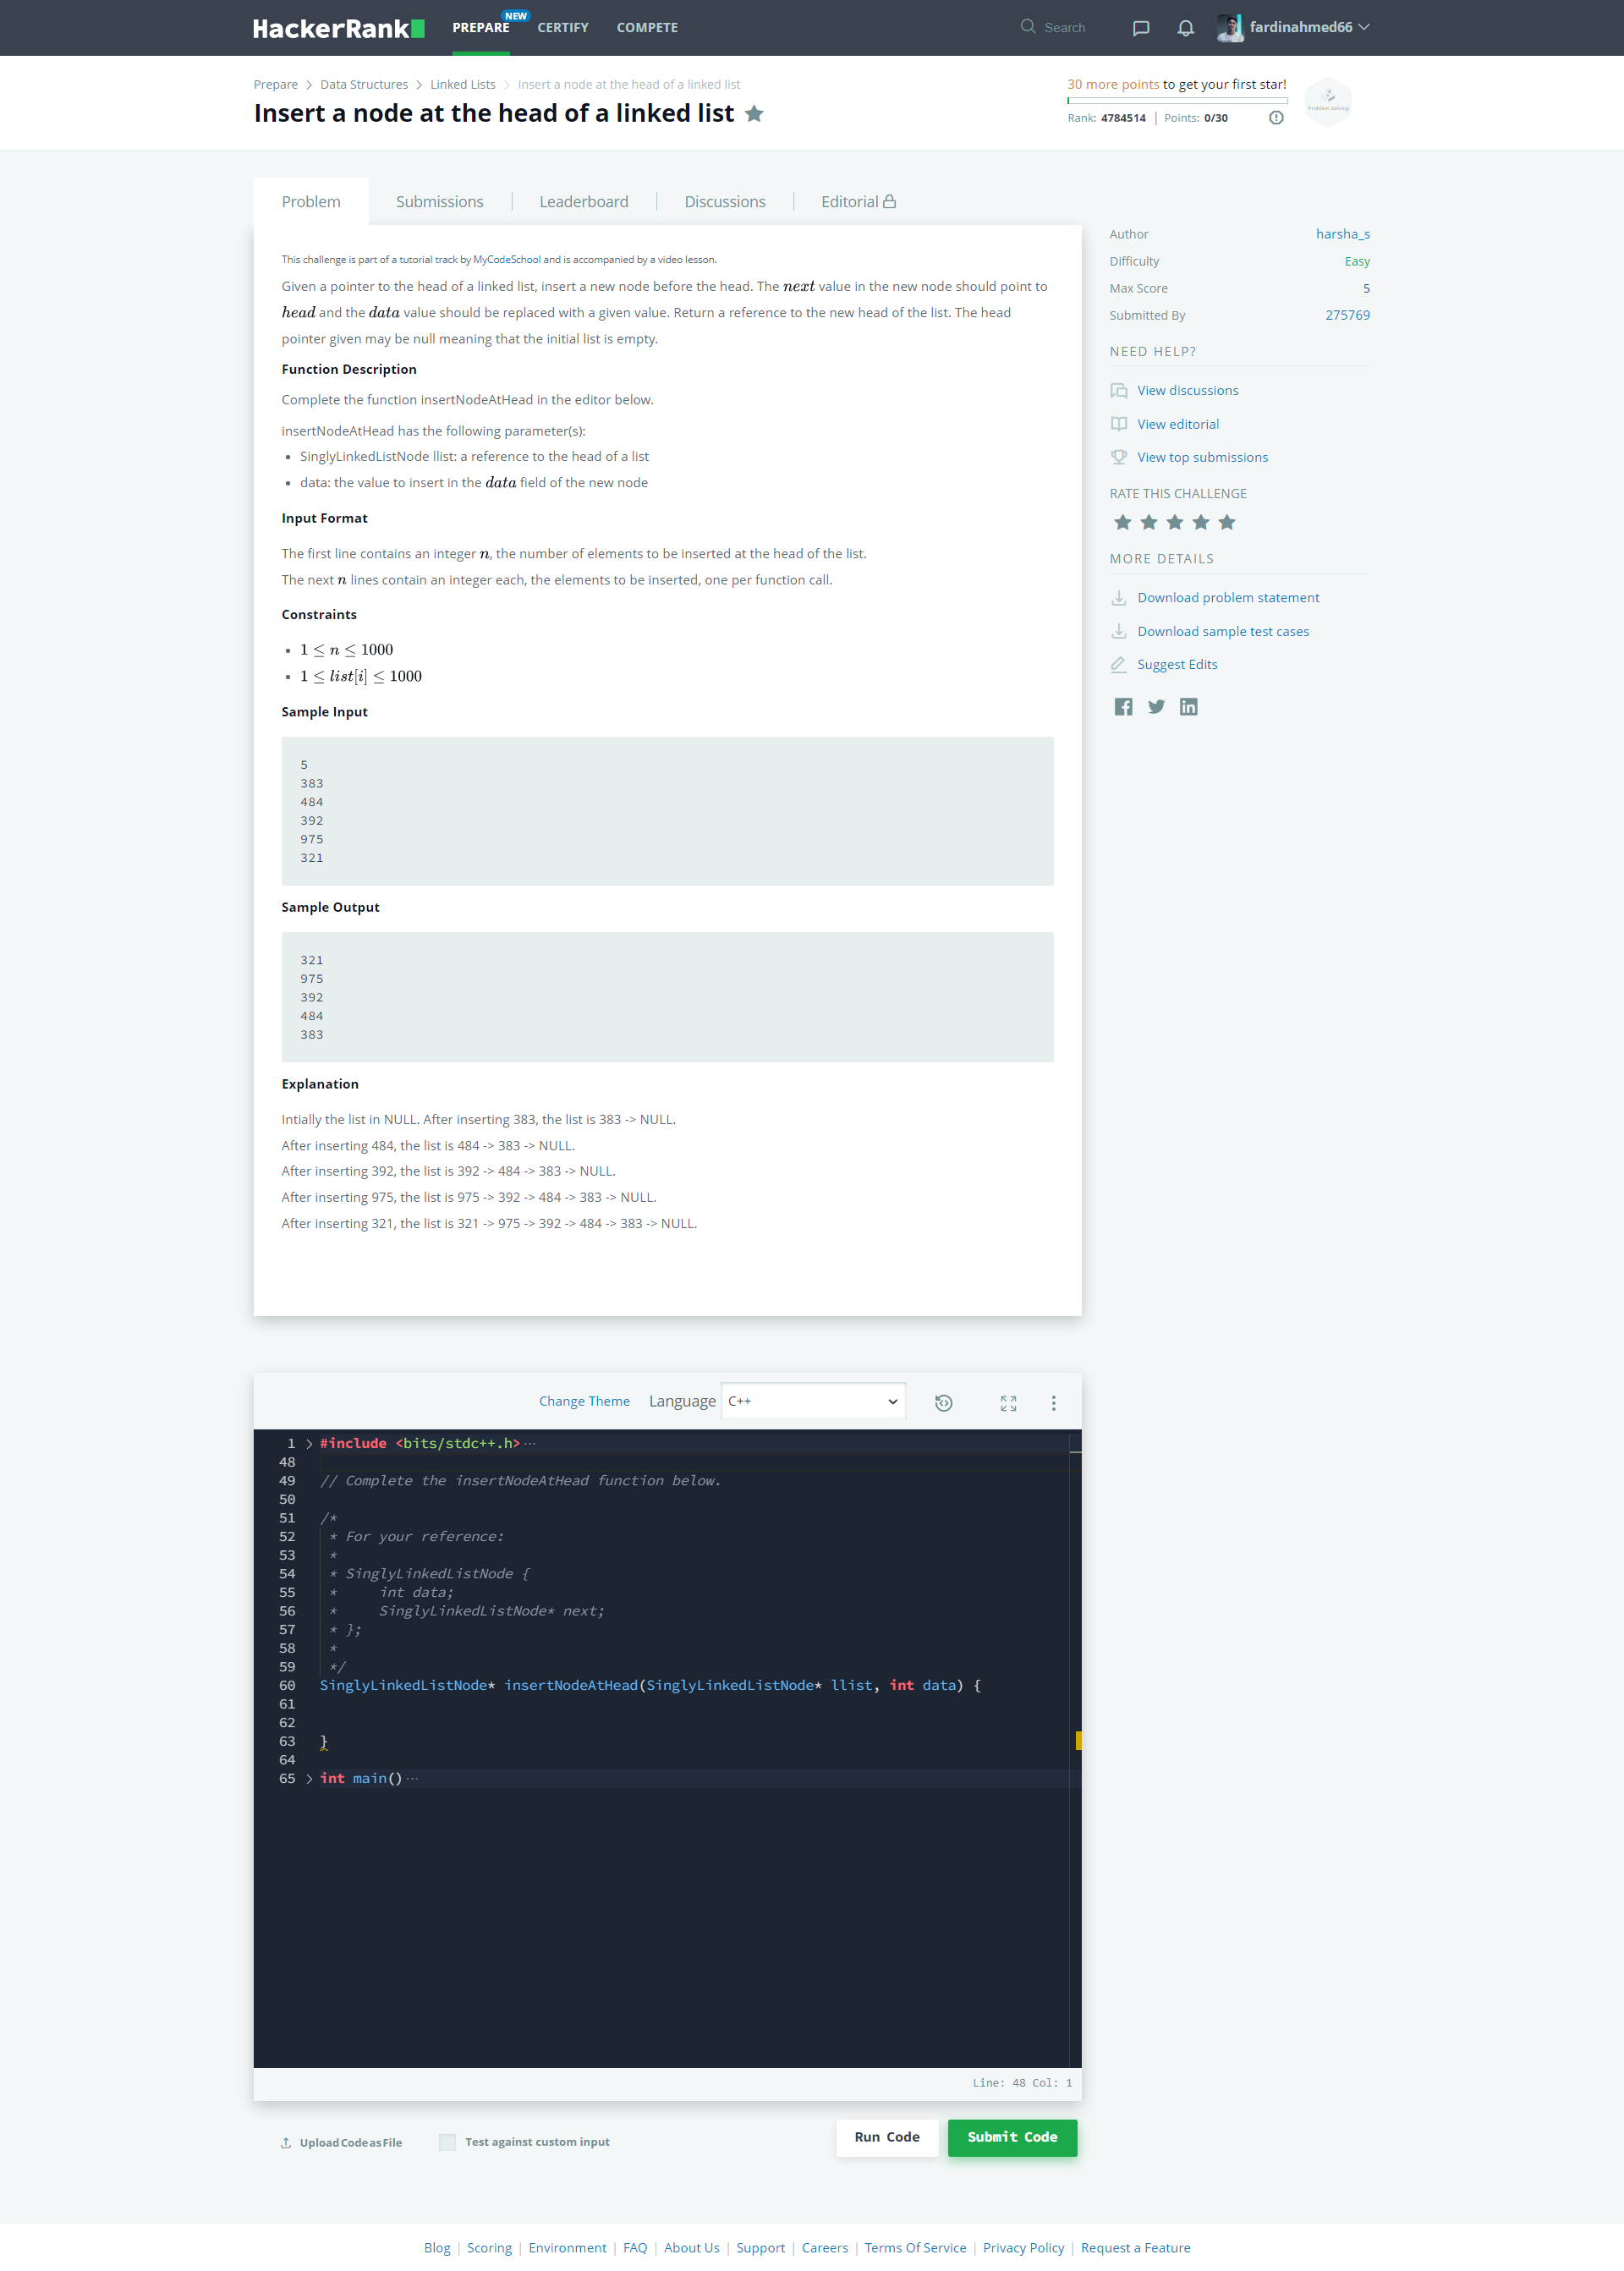 HackerRank
PREPARE
NEW
CERTIFY
COMPETE
Search
fardinahmed66
Prepare > Data Structures > Linked Lists > Insert a node at the head of a linked list
Insert a node at the head of a linked list
30 more points to get your first star!
Rank: 4784514 | Points: 0/30
Problem Solving
Problem
Submissions
Leaderboard
Discussions
Editorial
This challenge is part of a tutorial track by MyCodeSchool and is accompanied by a video lesson.
Given a pointer to the head of a linked list, insert a new node before the head. The next value in the new node should point to
head and the data value should be replaced with a given value. Return a reference to the new head of the list. The head
pointer given may be null meaning that the initial list is empty.
Function Description
Complete the function insertNodeAtHead in the editor below.
insertNodeAtHead has the following parameter(s):
• SinglyLinkedListNode llist: a reference to the head of a list
• data: the value to insert in the data field of the new node
Input Format
The first line contains an integer n, the number of elements to be inserted at the head of the list.
The next n lines contain an integer each, the elements to be inserted, one per function call.
Constraints
• 1 ≤ n ≤ 1000
• 1 ≤ list[i] ≤ 1000
Sample Input
5
383
484
392
975
321
Sample Output
321
975
392
484
383
Explanation
Intially the list in NULL. After inserting 383, the list is 383 -> NULL.
After inserting 484, the list is 484 -> 383 -> NULL.
After inserting 392, the list is 392 -> 484 -> 383 -> NULL.
After inserting 975, the list is 975 -> 392 -> 484 -> 383 -> NULL.
After inserting 321, the list is 321 -> 975 -> 392 -> 484 -> 383 -> NULL.
Author harsha_s
Difficulty Easy
Max Score 5
Submitted By 275769
NEED HELP?
View discussions
View editorial
View top submissions
RATE THIS CHALLENGE
MORE DETAILS
Download problem statement
Download sample test cases
Suggest Edits
Change Theme Language C++
1 > #include <bits/stdc++.h>···
48
49 // Complete the insertNodeAtHead function below.
50
51 /*
52 * For your reference:
53 *
54 * SinglyLinkedListNode {
55 *     int data;
56 *     SinglyLinkedListNode* next;
57 * };
58 *
59 */
60 SinglyLinkedListNode* insertNodeAtHead(SinglyLinkedListNode* llist, int data) {
61
62
63 }
64
65 > int main()···
Line: 48 Col: 1
Upload Code as File
Test against custom input
Run Code
Submit Code
Blog | Scoring | Environment | FAQ | About Us | Support | Careers | Terms Of Service | Privacy Policy | Request a Feature